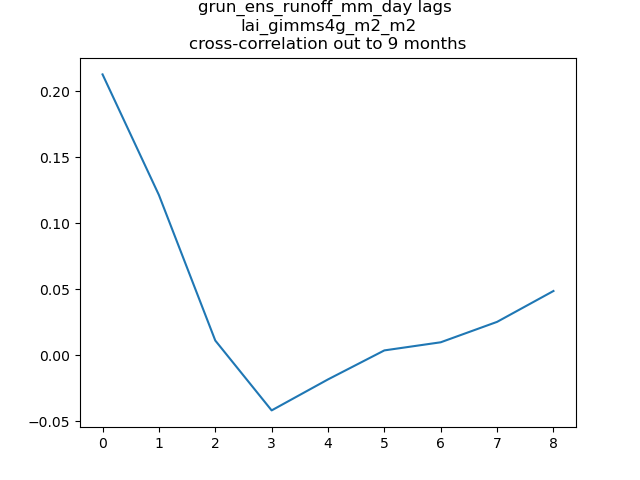 grun_ens_runoff_mm_day lags
lai_gimms4g_m2_m2
cross-correlation out to 9 months
0.20
0.15
0.10
0.05
0.00
−0.05
0 1 2 3 4 5 6 7 8